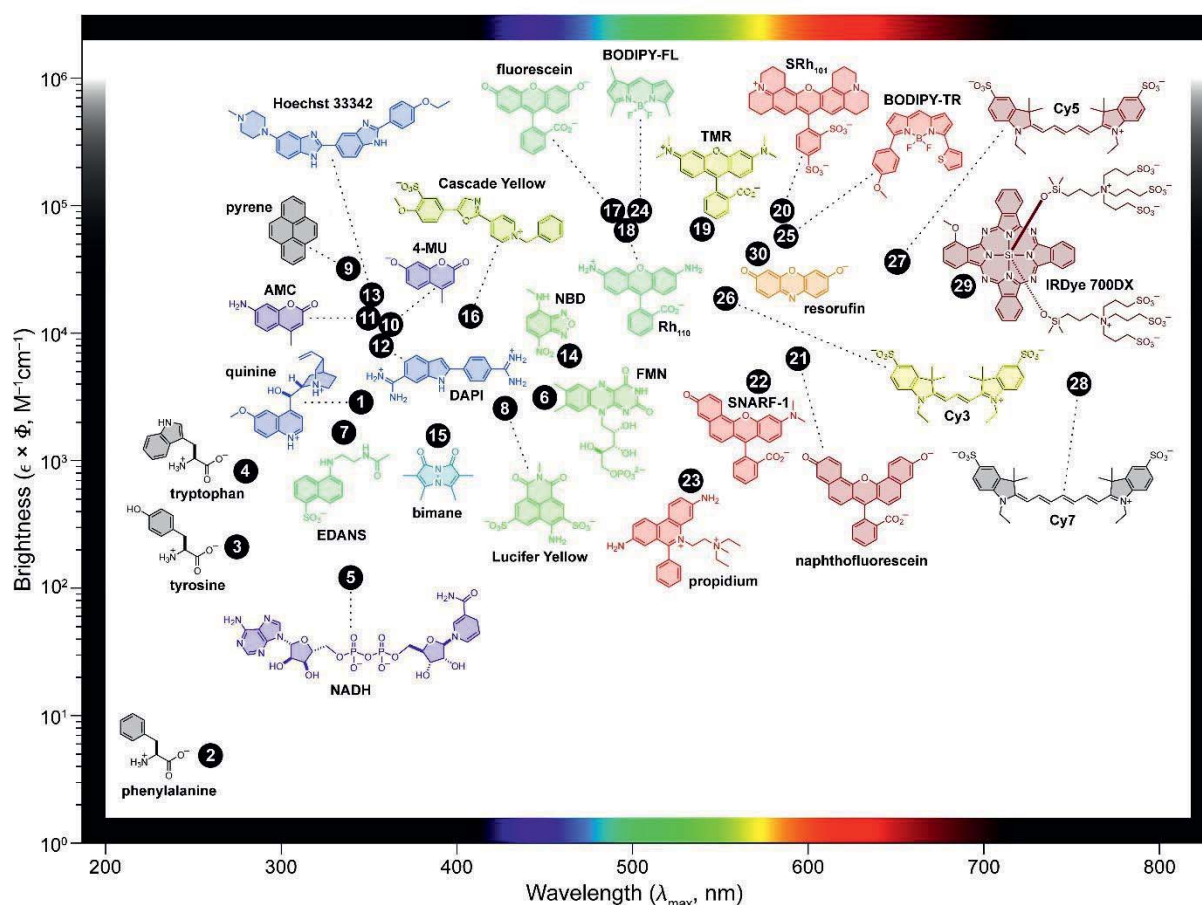 BODIPY-FL
fluorescein
SRh101
BODIPY-TR
Cy5
Hoechst 33342
TMR
Cascade Yellow
pyrene
17
24
20
18
19
25
30
27
29
IRDye 700DX
4-MU
9
AMC
13
11
10
16
NBD
Rh110
resorufin
26
12
14
21
quinine
DAPI
FMN
22
Cy3
28
1
8
6
SNARF-1
7
15
4
tryptophan
EDANS
bimane
23
Cy7
3
Lucifer Yellow
propidium
naphthofluorescein
tyrosine
5
NADH
2
phenylalanine
Brightness (ϵ × Φ, M⁻¹cm⁻¹)
10⁶
10⁵
10⁴
10³
10²
10¹
10⁰
200 300 400 500 600 700 800
Wavelength (λmax, nm)